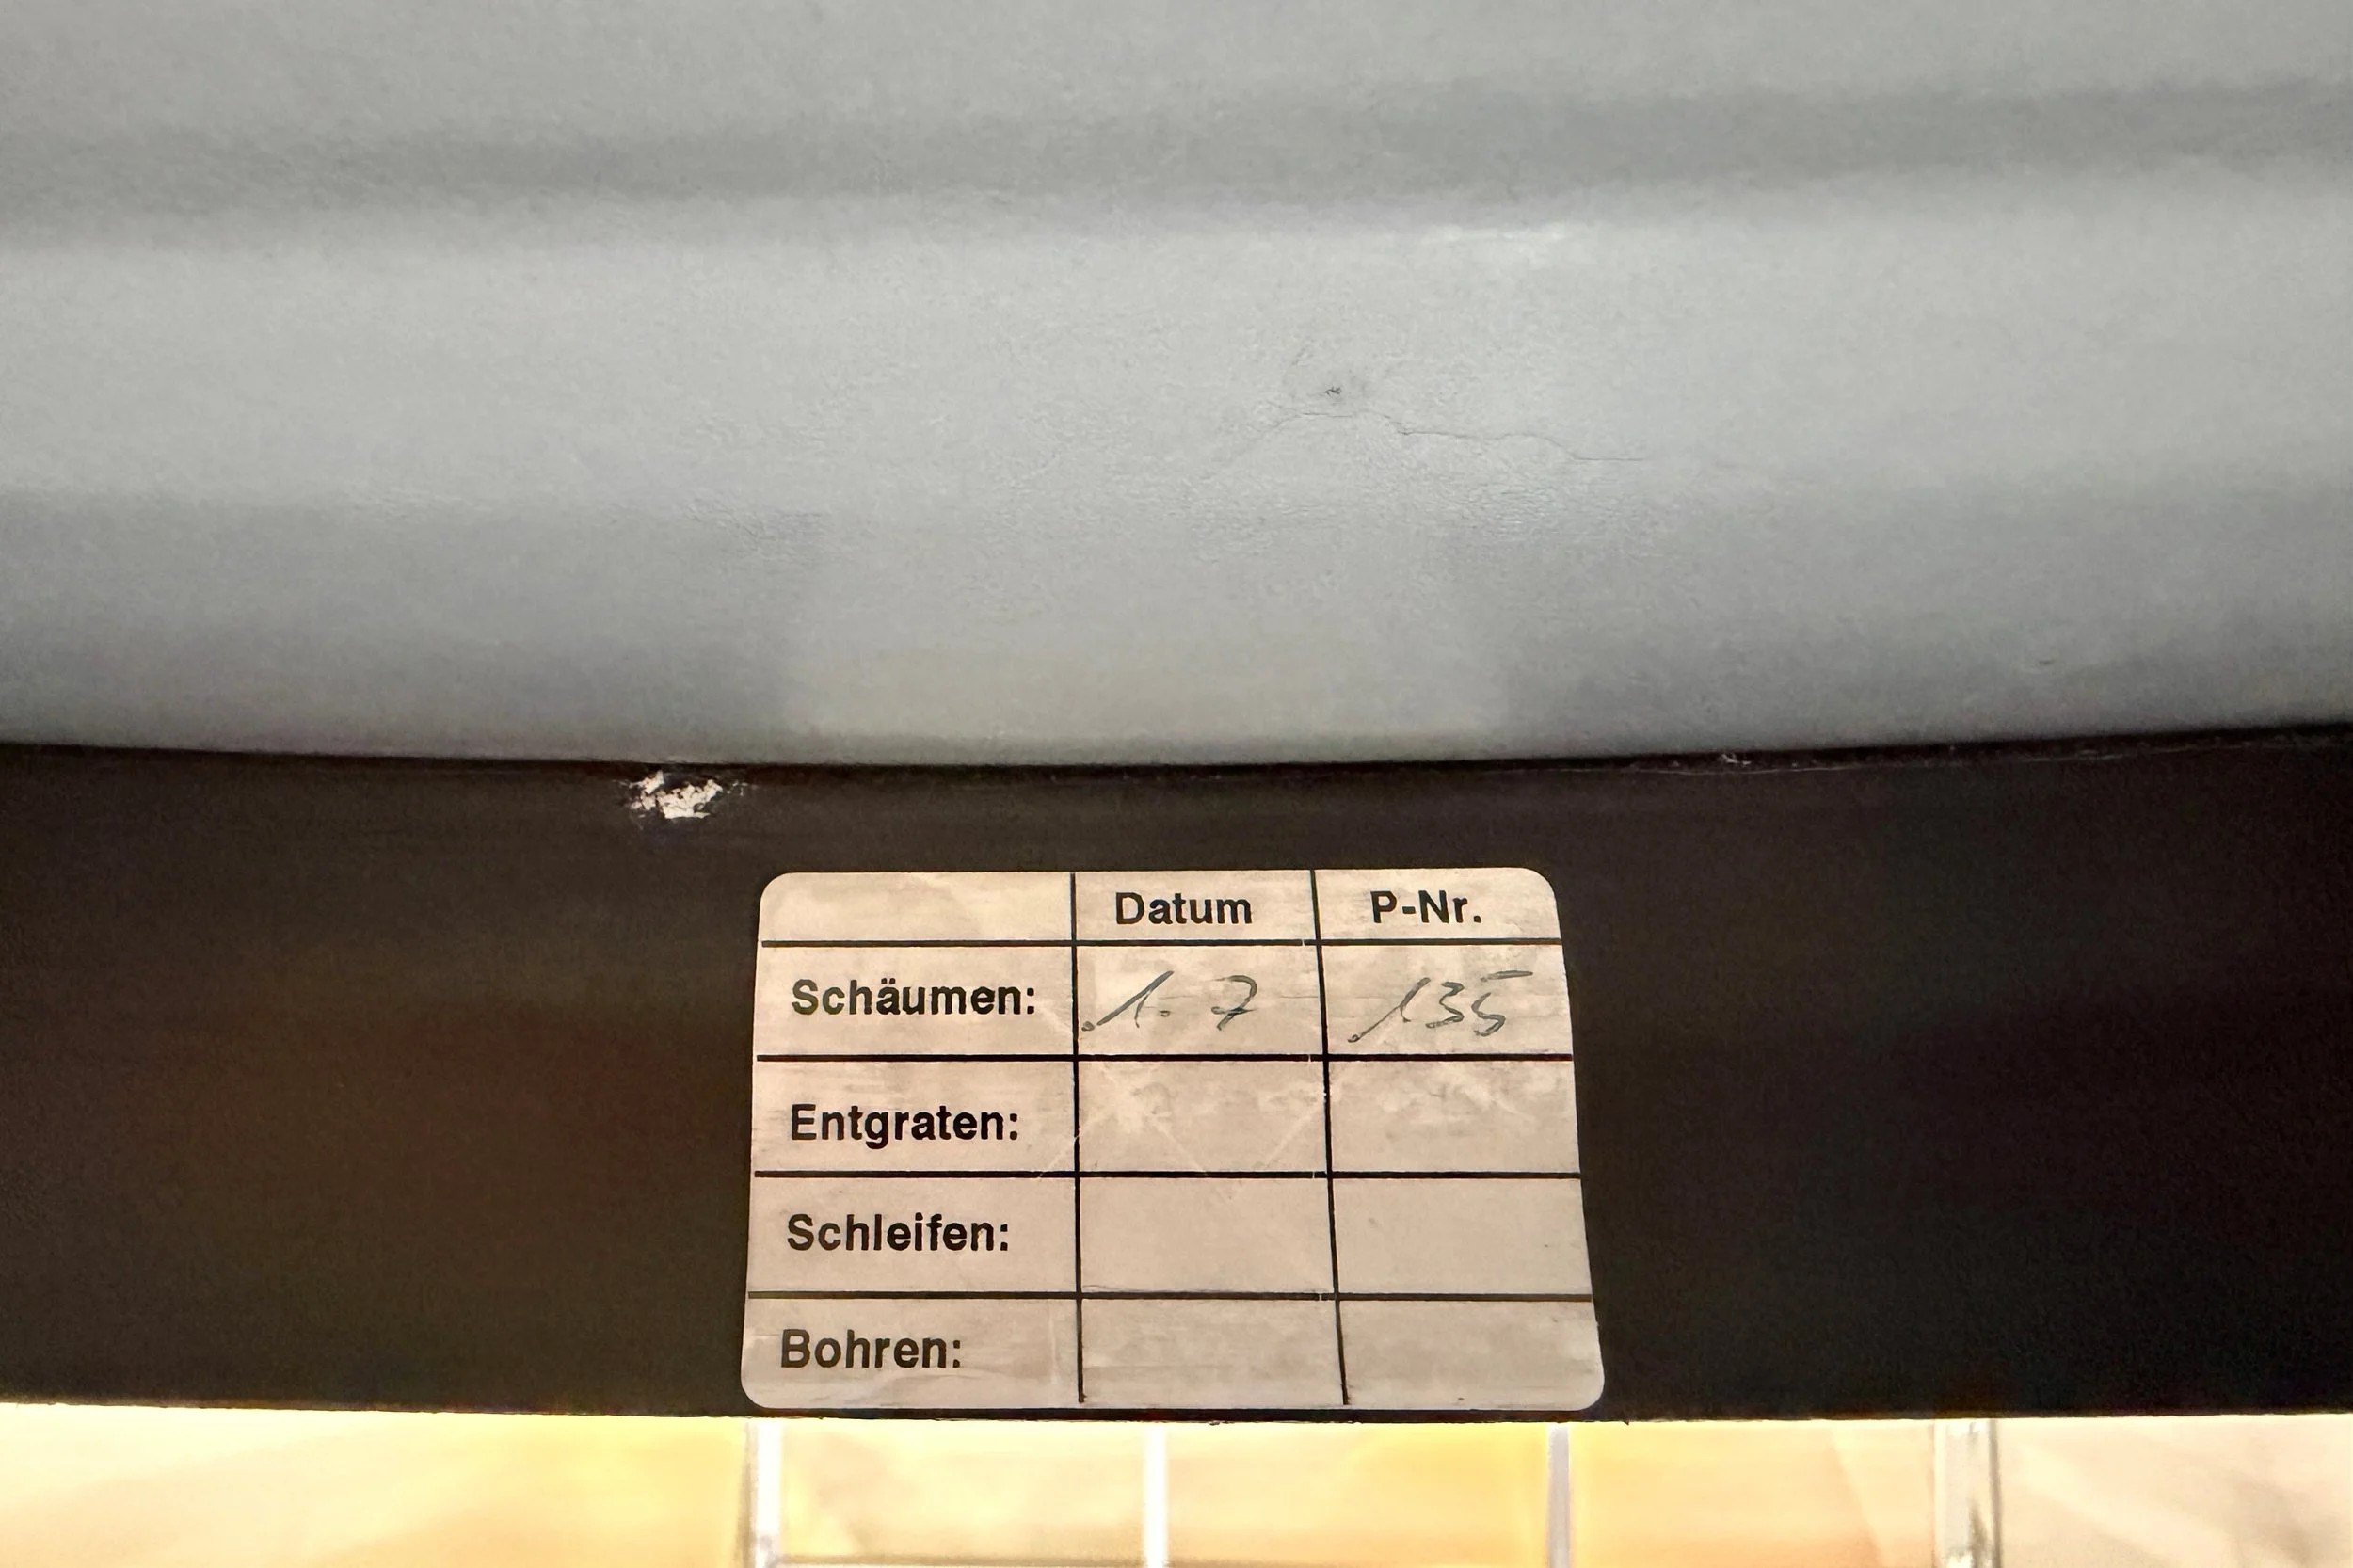 Datum P-Nr.
Schäumen: 1.7 135
Entgraten:
Schleifen:
Bohren: